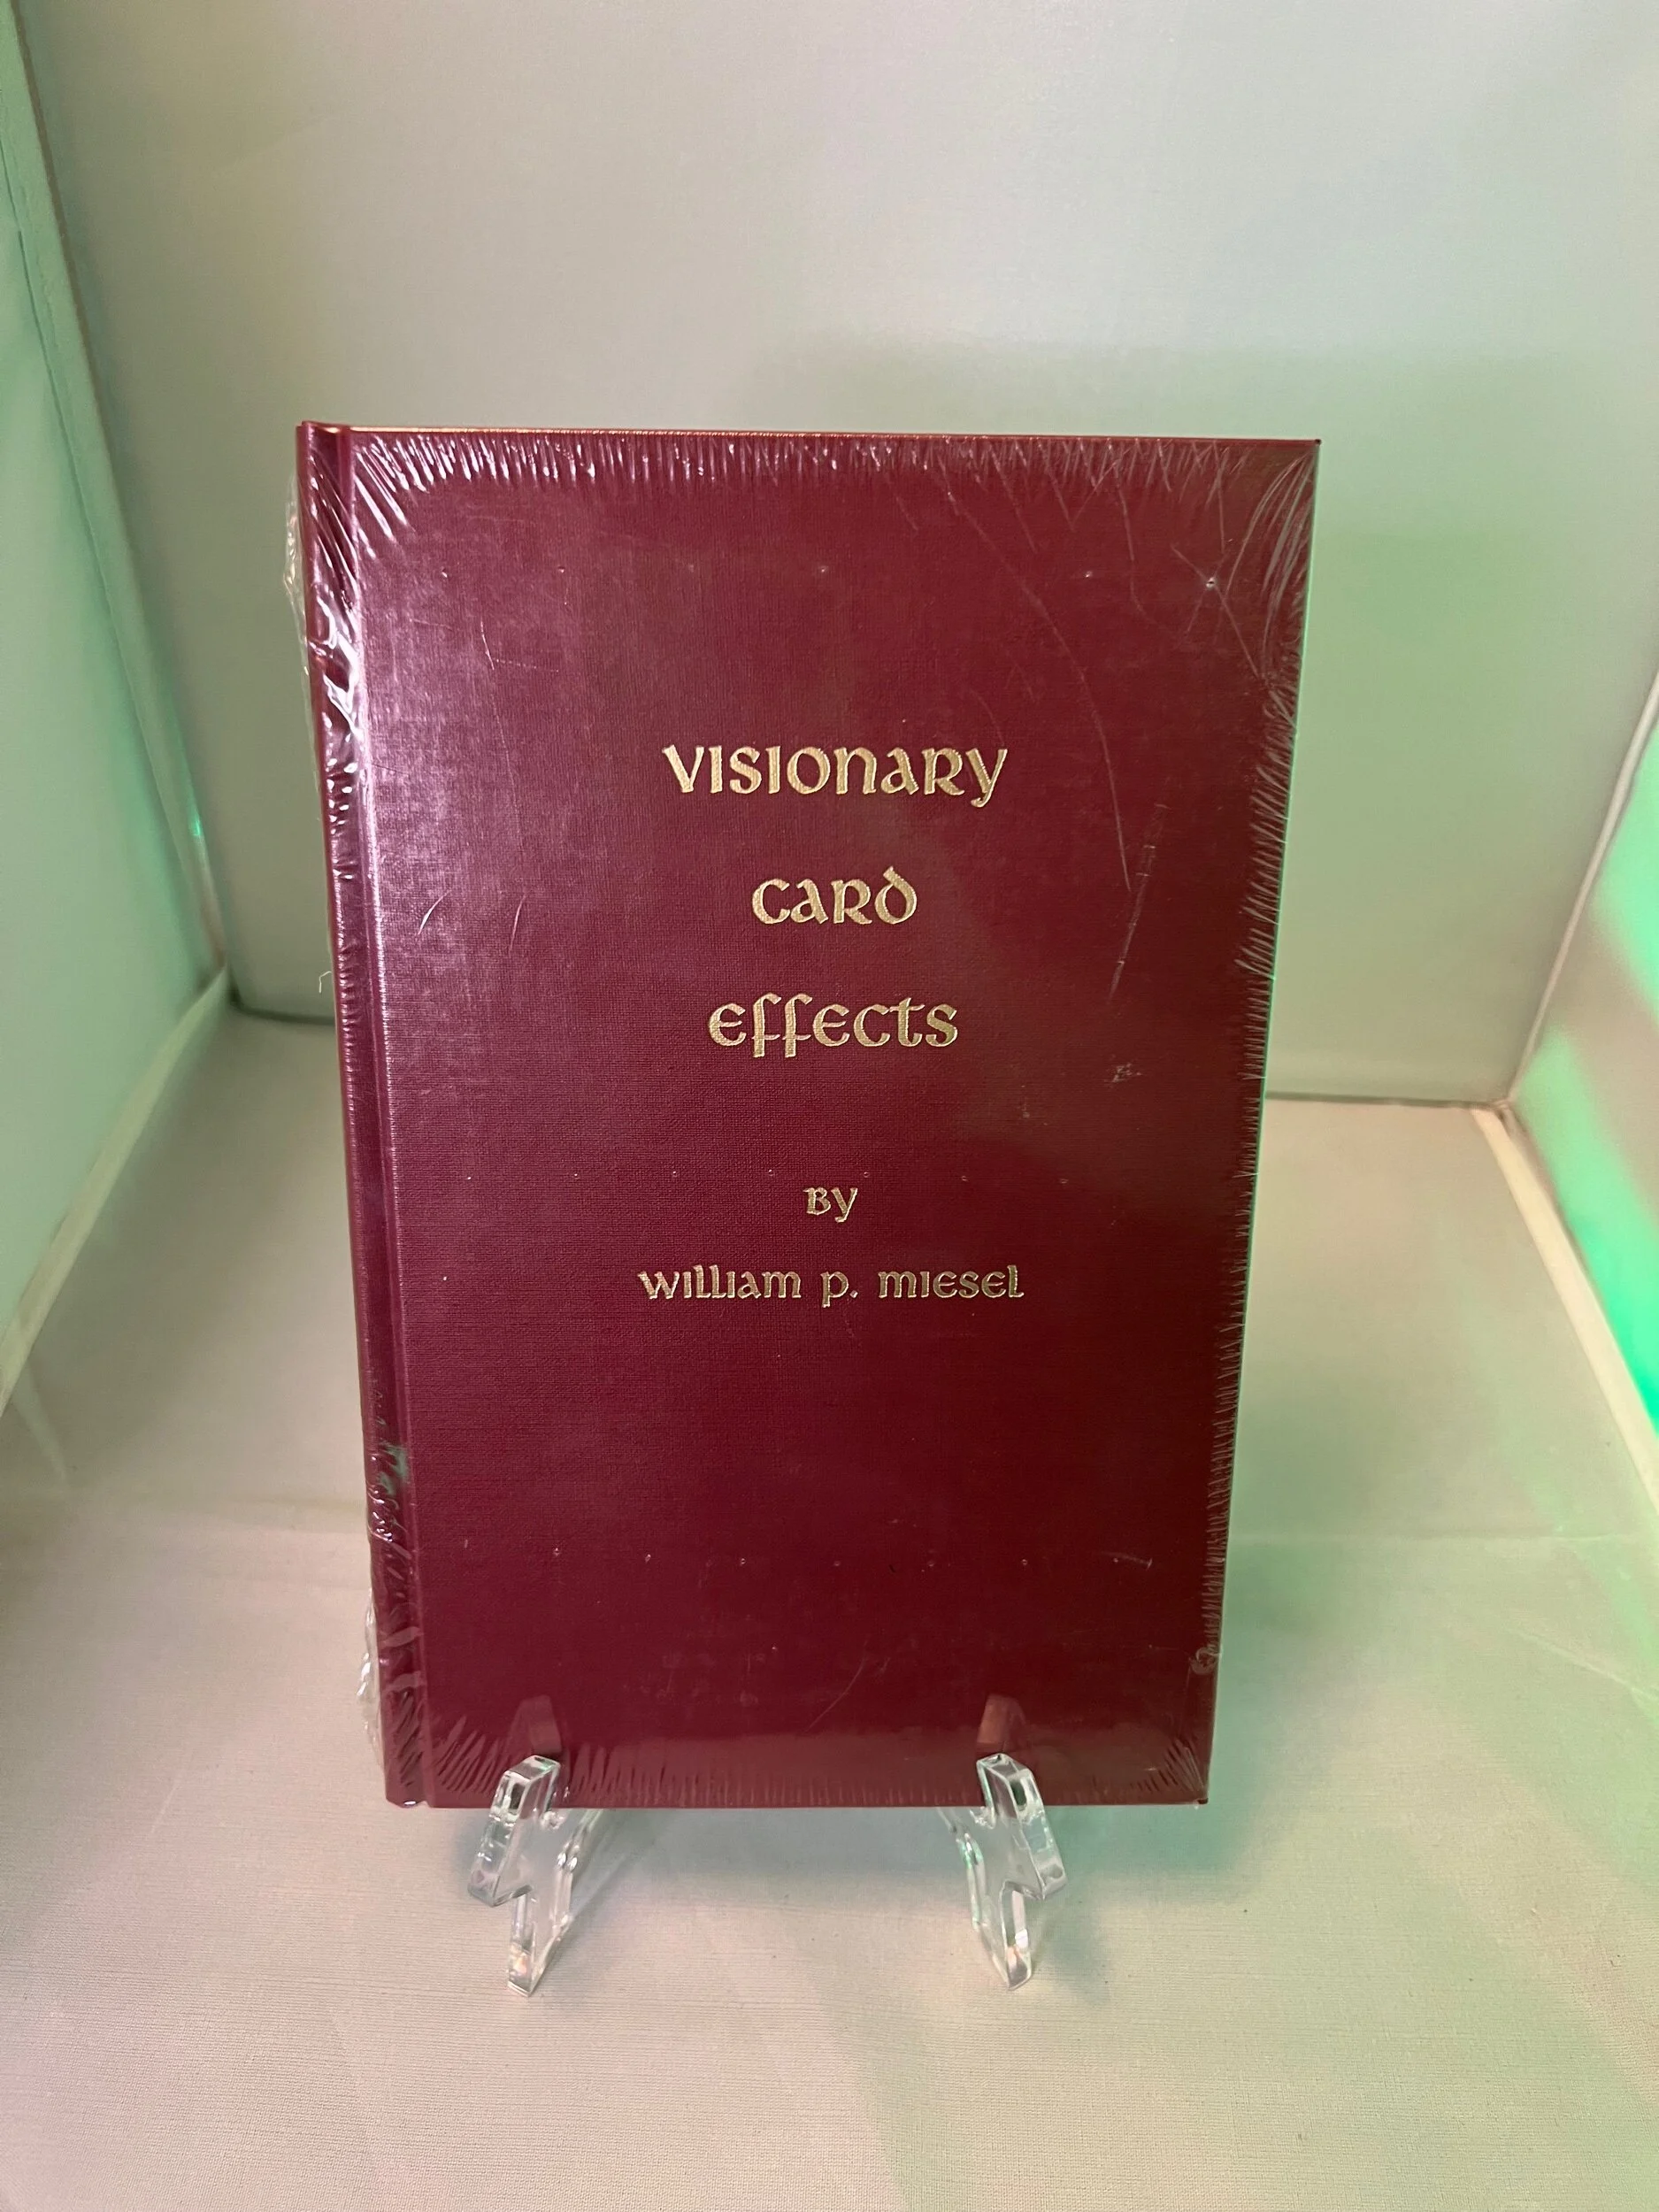 VISIONARY
CARD
EFFECTS
BY
WILLIAM P. MIESEL